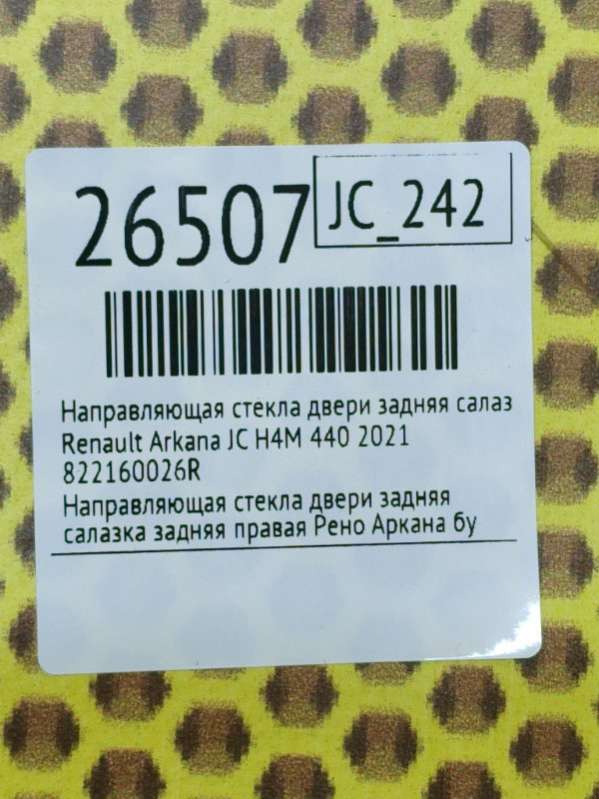 26507
JC_242
Направляющая стекла двери задняя салаз
Renault Arkana JC H4M 440 2021
822160026R
Направляющая стекла двери задняя
салазка задняя правая Рено Аркана бу